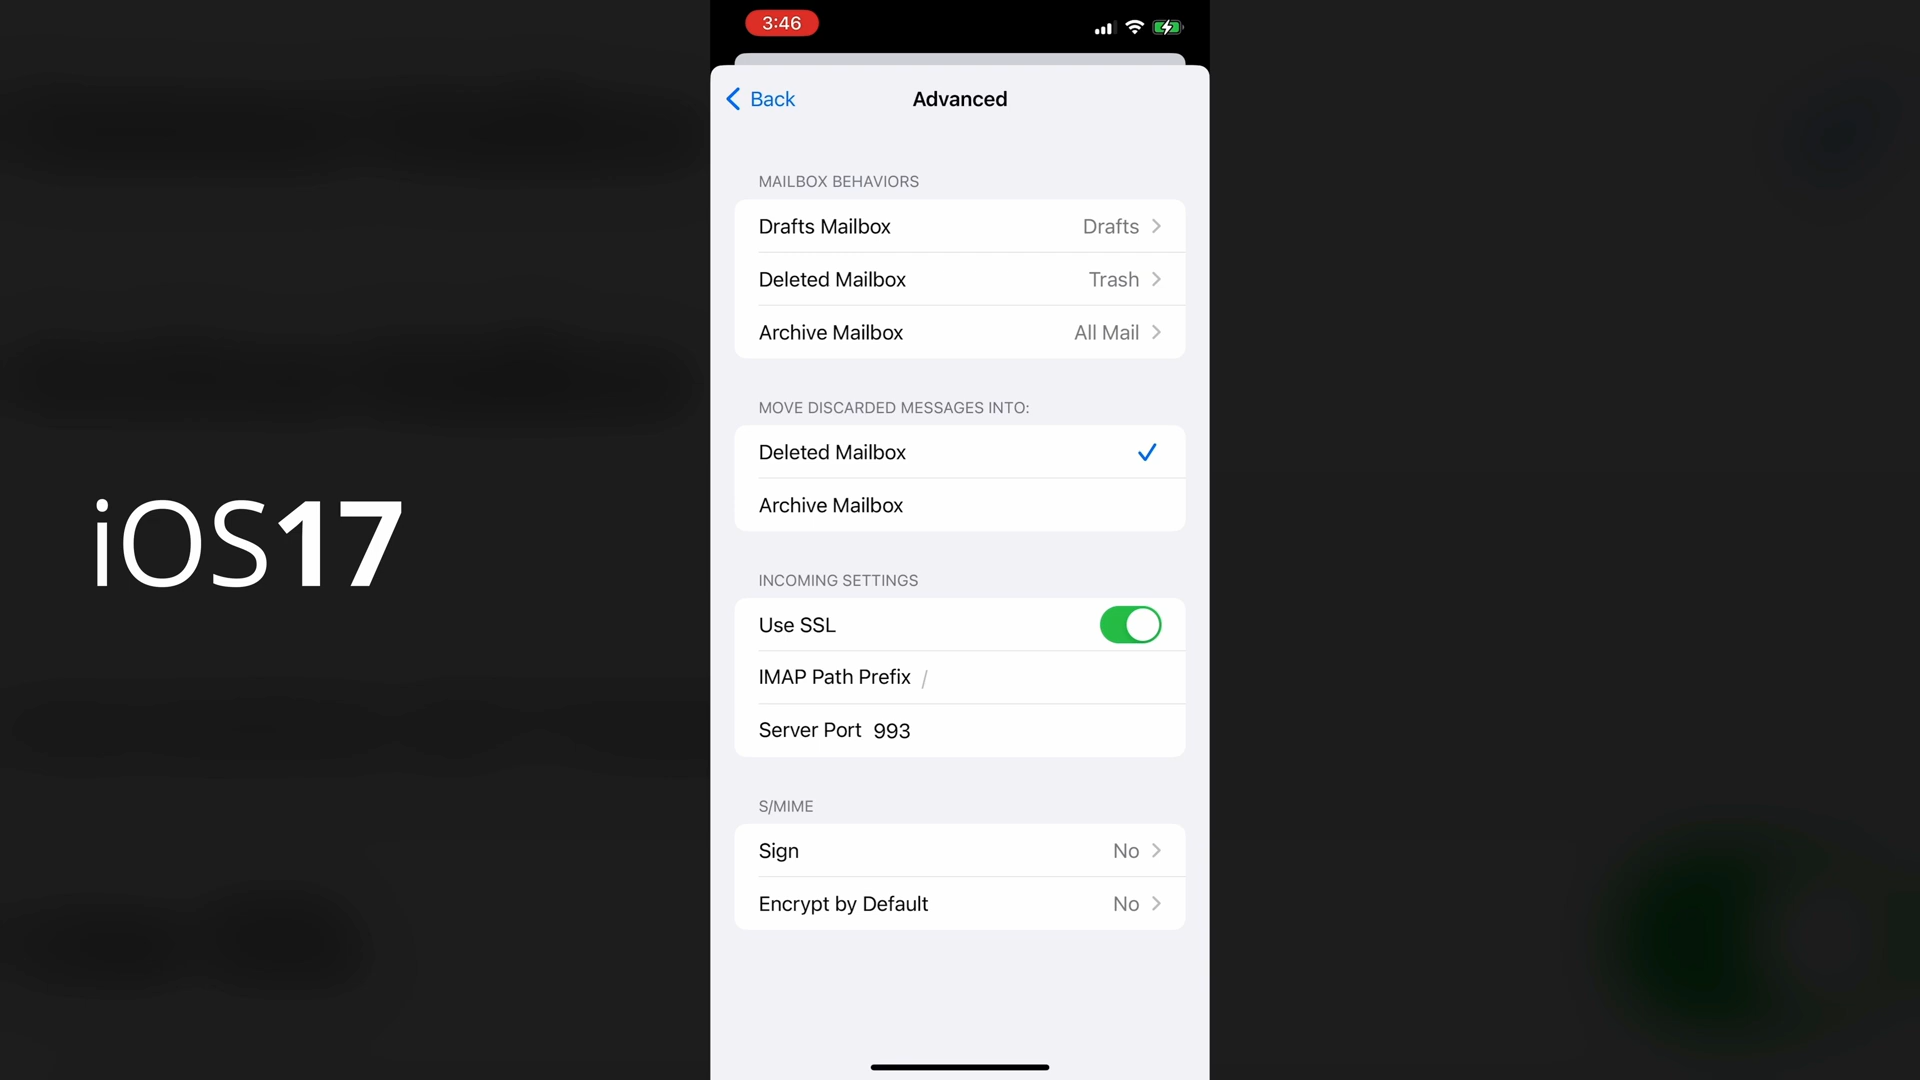 3:46
Back
Advanced
MAILBOX BEHAVIORS
Drafts Mailbox Drafts
Deleted Mailbox Trash
Archive Mailbox All Mail
MOVE DISCARDED MESSAGES INTO:
Deleted Mailbox
Archive Mailbox
iOS17
INCOMING SETTINGS
Use SSL
IMAP Path Prefix /
Server Port 993
S/MIME
Sign No
Encrypt by Default No